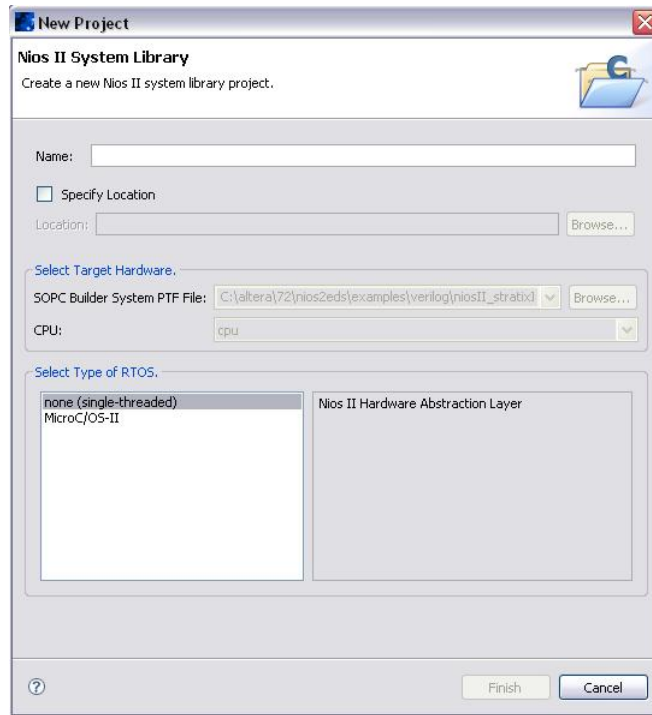 New Project
Nios II System Library
Create a new Nios II system library project.
Name:
Specify Location
Location: Browse...
Select Target Hardware.
SOPC Builder System PTF File: C:\altera\72\nios2eds\examples\verilog\niosII_stratix Browse...
CPU: cpu
Select Type of RTOS.
none (single-threaded) Nios II Hardware Abstraction Layer
MicroC/OS-II
Finish Cancel